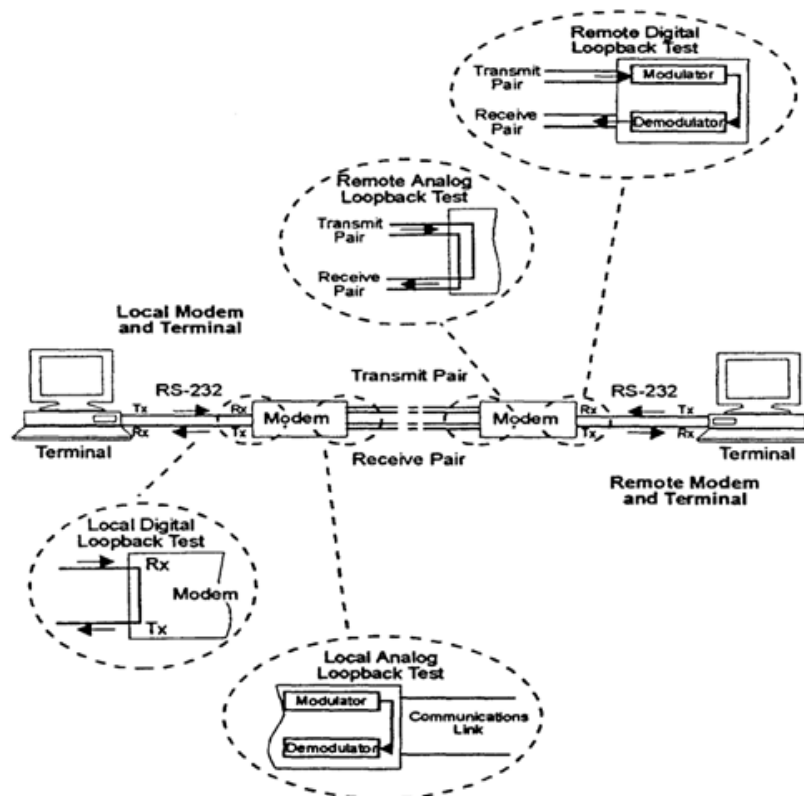 Remote Digital
Loopback Test
Transmit
Pair
Modulator
Receive
Pair
Demodulator
Remote Analog
Loopback Test
Transmit
Pair
Receive
Pair
Local Modem
and Terminal
Transmit Pair
RS-232
RS-232
Tx
Rx
Rx
Tx
Modem
Modem
Rx
Tx
Tx
Rx
Terminal
Receive Pair
Terminal
Remote Modem
and Terminal
Local Digital
Loopback Test
Rx
Modem
Tx
Local Analog
Loopback Test
Modulator
Communications
Link
Demodulator